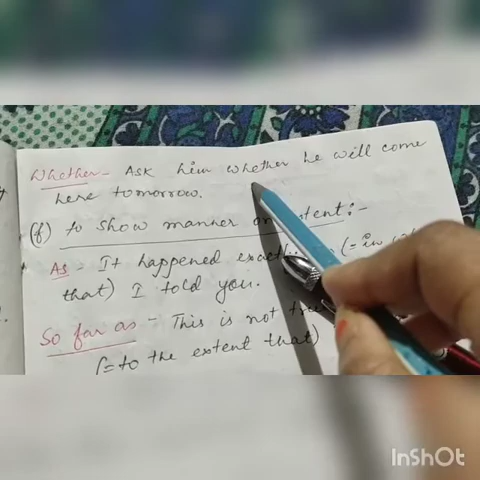 Whether - Ask him whether he will come
here tomorrow.
(f) to show manner or extent :-
As - It happened (= in
that) I told you.
So far as - This is not
(= to the extent that)
InShOt